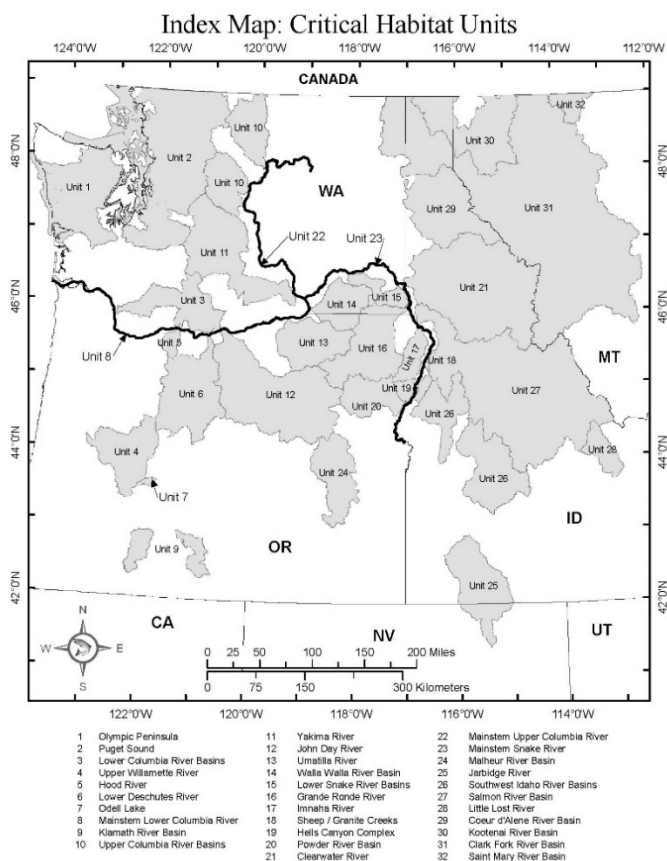 Index Map: Critical Habitat Units
124°0'W 122°0'W 120°0'W 118°0'W 116°0'W 114°0'W 112°0'W
CANADA
Unit 32
Unit 10
Unit 30
48°0'N
48°0'N
Unit 2
WA
Unit 1
Unit 10
Unit 29
Unit 31
Unit 22
Unit 23
Unit 11
46°0'N
46°0'N
Unit 21
Unit 3
Unit 14
Unit 15
Unit 8
Unit 5
Unit 13
Unit 16
Unit 17
Unit 18
MT
Unit 6
Unit 12
Unit 19
Unit 20
Unit 27
Unit 26
44°0'N
44°0'N
Unit 4
Unit 28
Unit 7
Unit 24
Unit 26
OR
ID
Unit 9
42°0'N
42°0'N
Unit 25
CA
NV
UT
N
W E
S
0 25 50 100 150 200 Miles
0 75 150 300 Kilometers
122°0'W 120°0'W 118°0'W 116°0'W 114°0'W
1 Olympic Peninsula
2 Puget Sound
3 Lower Columbia River Basins
4 Upper Willamette River
5 Hood River
6 Lower Deschutes River
7 Odell Lake
8 Mainstem Lower Columbia River
9 Klamath River Basin
10 Upper Columbia River Basins
11 Yakima River
12 John Day River
13 Umatilla River
14 Walla Walla River Basin
15 Lower Snake River Basins
16 Grande Ronde River
17 Imnaha River
18 Sheep / Granite Creeks
19 Hells Canyon Complex
20 Powder River Basin
21 Clearwater River
22 Mainstem Upper Columbia River
23 Mainstem Snake River
24 Malheur River Basin
25 Jarbidge River
26 Southwest Idaho River Basins
27 Salmon River Basin
28 Little Lost River
29 Coeur d'Alene River Basin
30 Kootenai River Basin
31 Clark Fork River Basin
32 Saint Mary River Basin